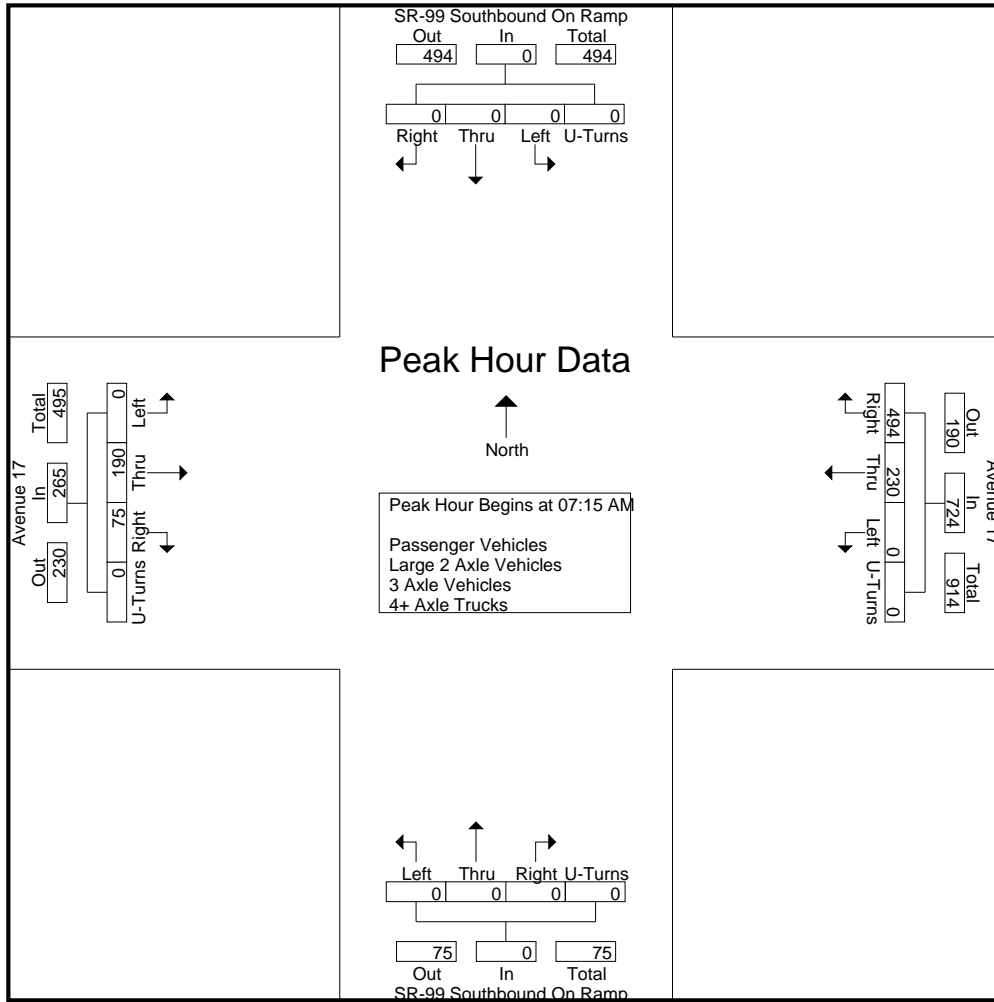 SR-99 Southbound On Ramp
Out In Total
494 0 494
0 0 0 0
Right Thru Left U-Turns
Peak Hour Data
North
Peak Hour Begins at 07:15 AM
Passenger Vehicles
Large 2 Axle Vehicles
3 Axle Vehicles
4+ Axle Trucks
Avenue 17
Out In Total
230 265 495
0 75 190 0
U-Turns Right Thru Left
Avenue 17
Out In Total
190 724 914
494 230 0 0
Right Thru Left U-Turns
Left Thru Right U-Turns
0 0 0 0
75 0 75
Out In Total
SR-99 Southbound On Ramp